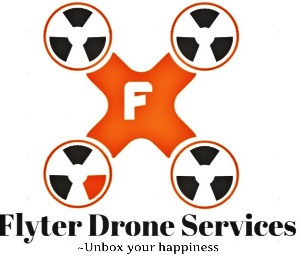 F
Flyter Drone Services
~Unbox your happiness